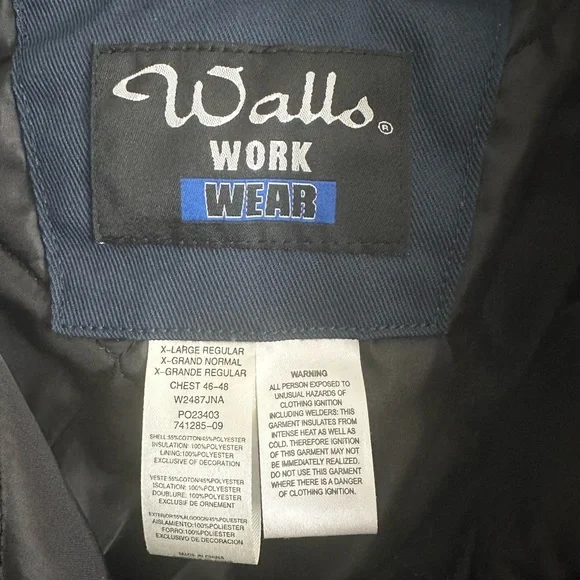 Walls®
WORK
WEAR
X-LARGE REGULAR
X-GRAND NORMAL
X-GRANDE REGULAR
CHEST 46-48
W2487JNA
PO23403
741285-09
SHELL:55%COTTON/45%POLYESTER
INSULATION: 100%POLYESTER
LINING:100%POLYESTER
EXCLUSIVE OF DECORATION
VESTE:55%COTON/45%POLYESTER
ISOLATION: 100%POLYESTER
DOUBLURE: 100%POLYESTER
EXCLUSIF DE ORNEMENT
EXTERIOR:55%ALGODON/45%POLIESTER
AISLAMIENTO:100%POLIESTER
FORRO:100%POLIESTER
EXCLUSIVO DE DECORACION
MADE IN CHINA
WARNING
ALL PERSON EXPOSED TO
UNUSUAL HAZARDS OF
CLOTHING IGNITION
INCLUDING WELDERS: THIS
GARMENT INSULATES FROM
INTENSE HEAT AS WELL AS
COLD. THEREFORE IGNITION
OF THIS GARMENT MAY NOT
BE IMMEDIATELY REALIZED.
DO NOT USE THIS GARMENT
WHERE THERE IS A DANGER
OF CLOTHING IGNITION.